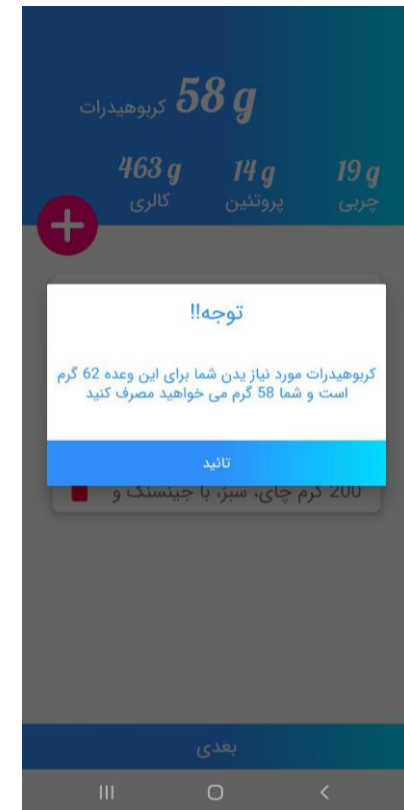 58 g کربوهیدرات
19 g 14 g 463 g
چربی پروتئین کالری
توجه!!
کربوهیدرات مورد نیاز یدن شما برای این وعده 62 گرم
است و شما 58 گرم می خواهید مصرف کنید
تائید
200 گرم چای، سبز، با جینسنگ و
بعدی